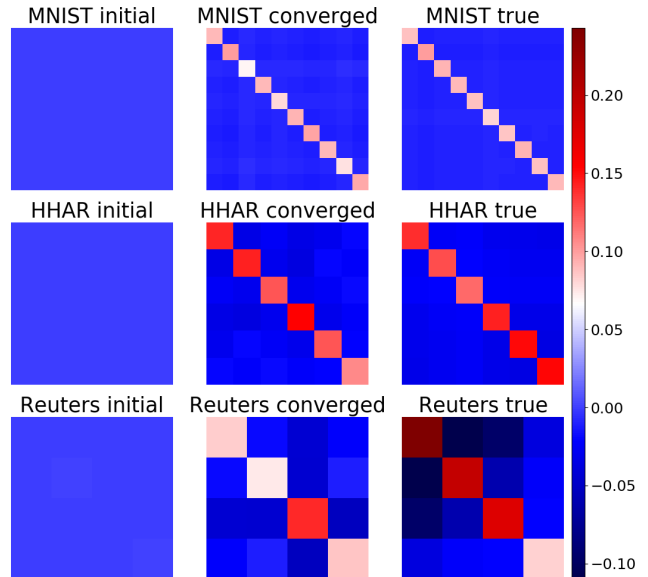 MNIST initial MNIST converged MNIST true
HHAR initial HHAR converged HHAR true
Reuters initial Reuters converged Reuters true
0.20
0.15
0.10
0.05
0.00
−0.05
−0.10